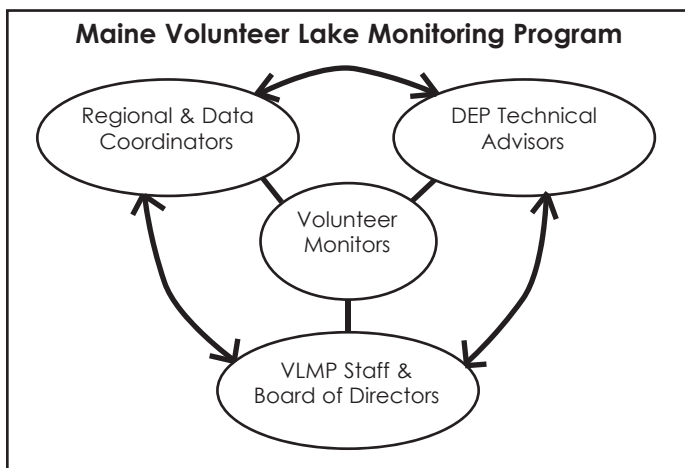 Maine Volunteer Lake Monitoring Program
Regional & Data
Coordinators
DEP Technical
Advisors
Volunteer
Monitors
VLMP Staff &
Board of Directors